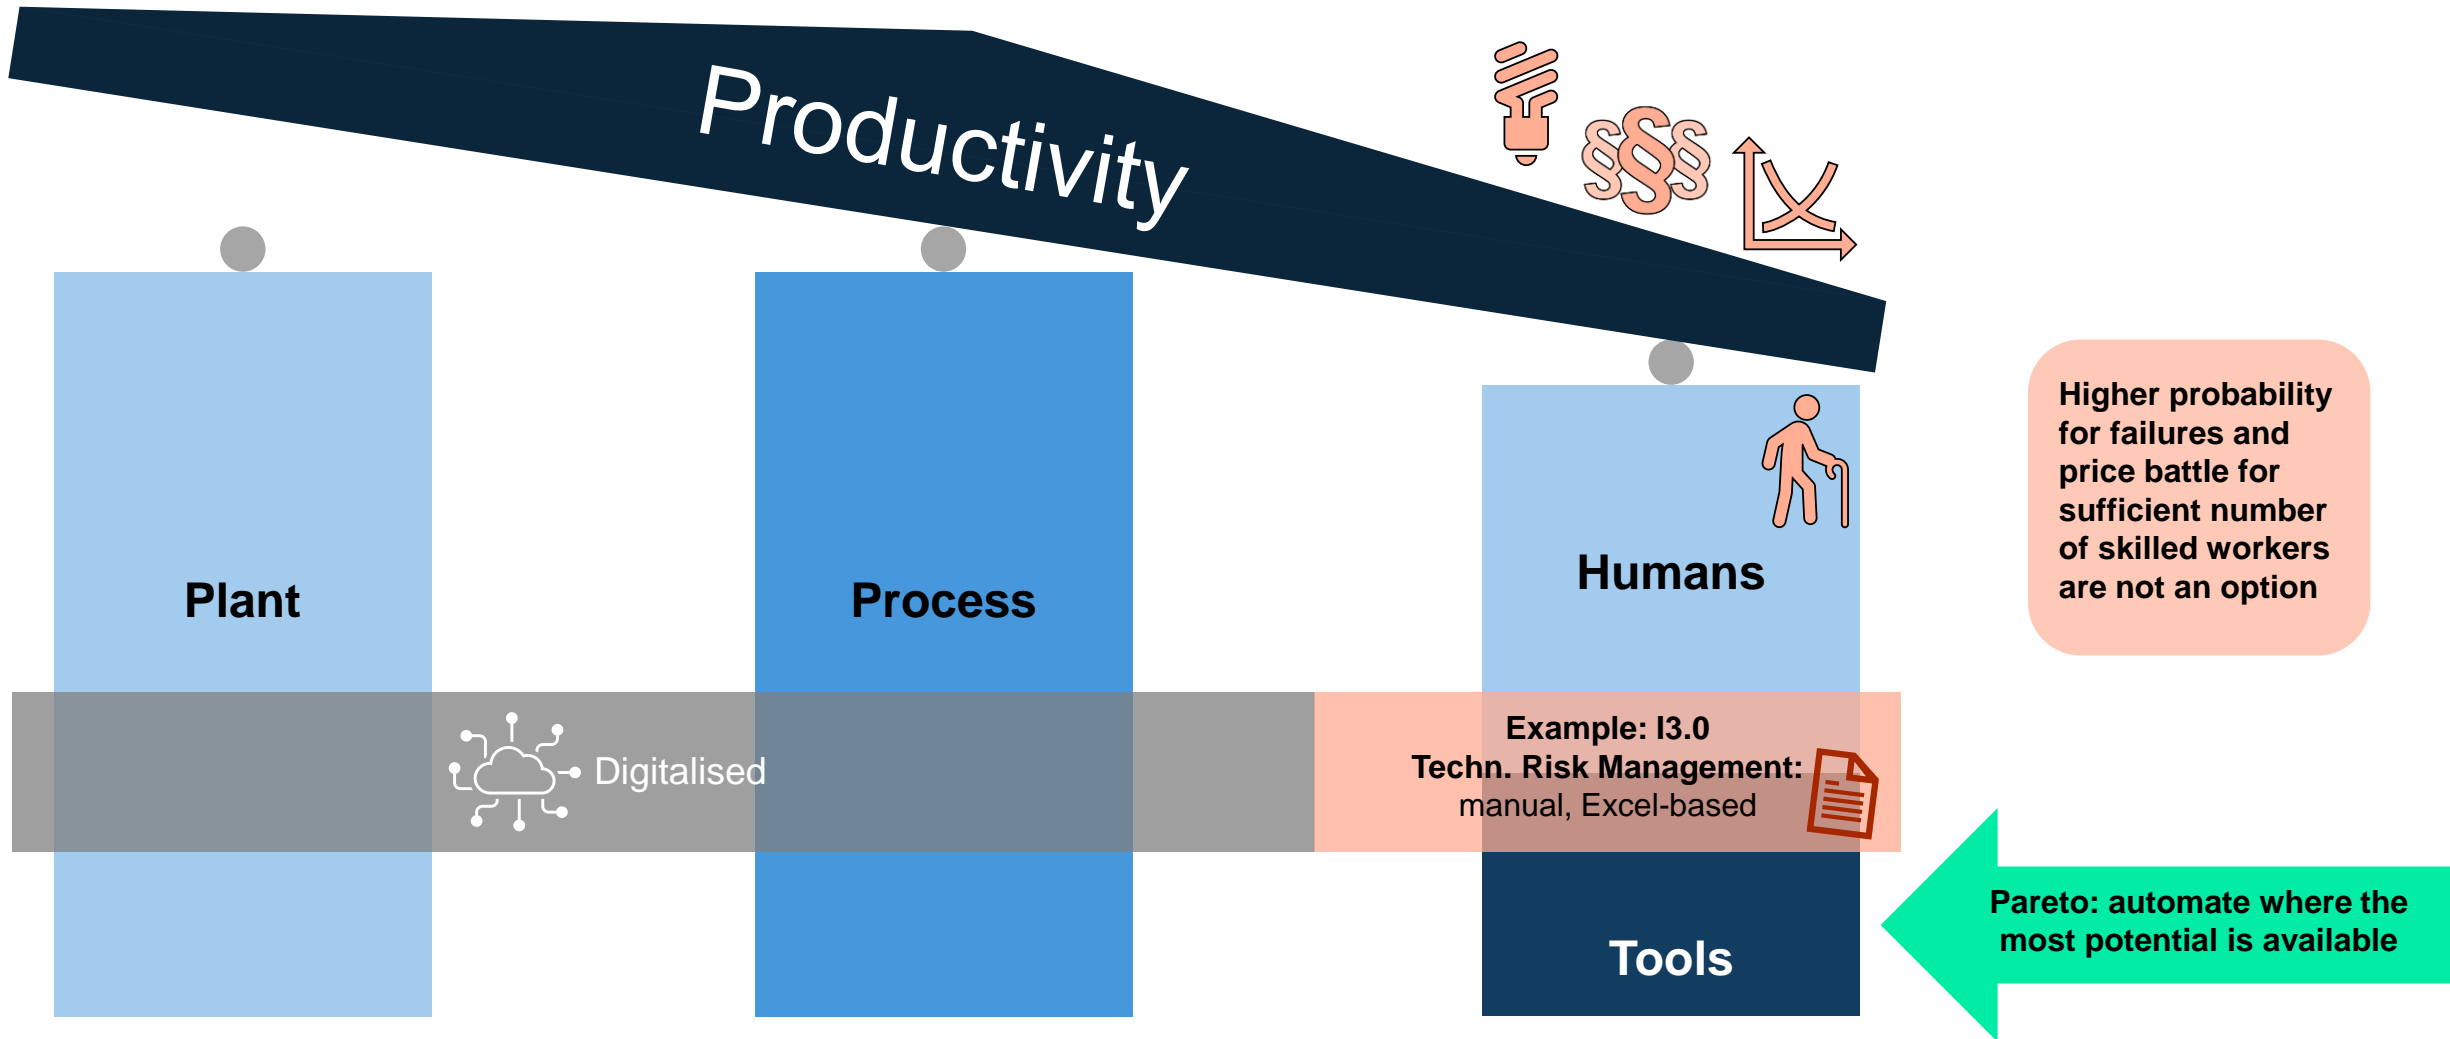 Productivity
Higher probability
for failures and
price battle for
sufficient number
of skilled workers
are not an option
Plant
Process
Humans
Digitalised
Example: I3.0
Techn. Risk Management:
manual, Excel-based
Pareto: automate where the
most potential is available
Tools